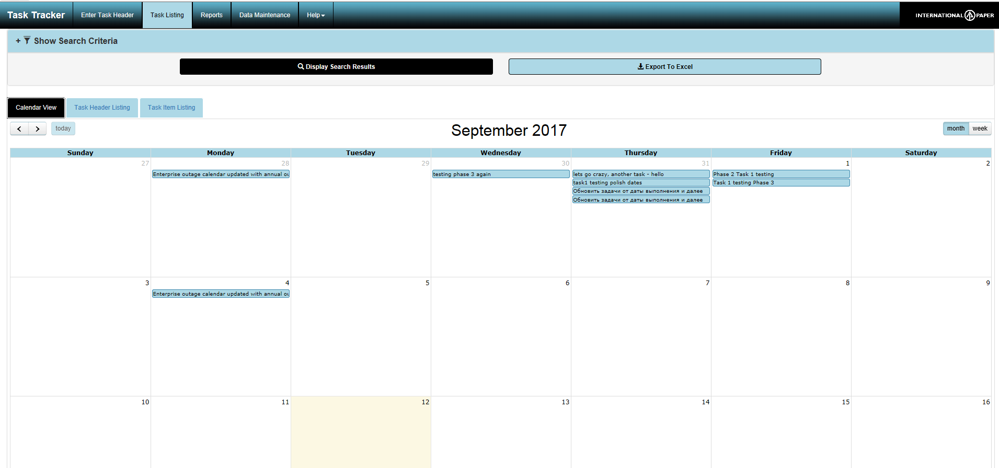 Task Tracker
Enter Task Header
Task Listing
Reports
Data Maintenance
Help
INTERNATIONAL PAPER
+ Show Search Criteria
Display Search Results
Export To Excel
Calendar View
Task Header Listing
Task Item Listing
today
September 2017
month
week
Sunday Monday Tuesday Wednesday Thursday Friday Saturday
27 28 29 30 31 1 2
Enterprise outage calendar updated with annual ou
testing phase 3 again
lets go crazy, another task - hello
task1 testing polish dates
Обновить задачи от даты выполнения и далее
Обновить задачи от даты выполнения и далее
Phase 2 Task 1 testing
Task 1 testing Phase 3
3 4 5 6 7 8 9
Enterprise outage calendar updated with annual ou
10 11 12 13 14 15 16